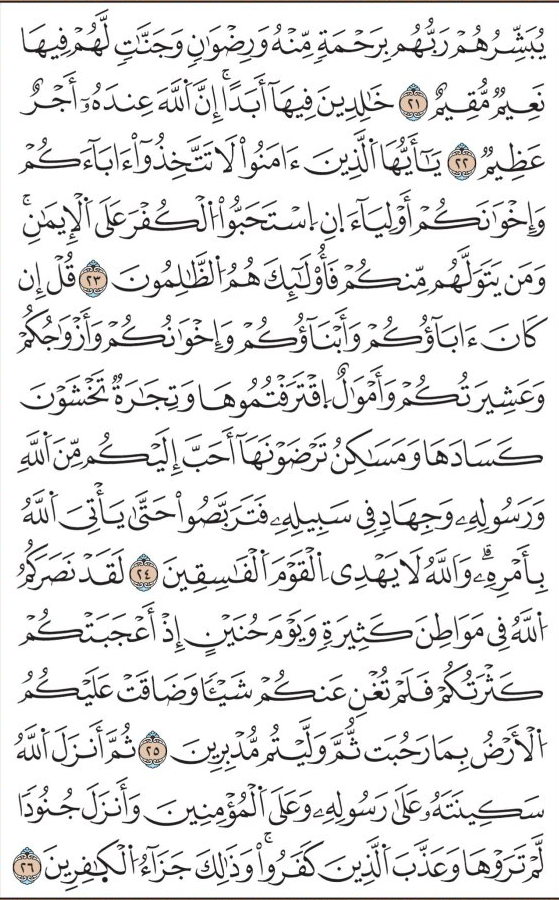 يُبَشِّرُهُمْ رَبُّهُم بِرَحْمَةٍ مِّنْهُ وَرِضْوَٰنٍ وَجَنَّٰتٍ لَّهُمْ فِيهَا
نَعِيمٌ مُّقِيمٌ ٢١ خَٰلِدِينَ فِيهَآ أَبَدًاۚ إِنَّ ٱللَّهَ عِندَهُۥٓ أَجْرٌ
عَظِيمٌ ٢٢ يَٰٓأَيُّهَا ٱلَّذِينَ ءَامَنُوا۟ لَا تَتَّخِذُوٓا۟ ءَابَآءَكُمْ
وَإِخْوَٰنَكُمْ أَوْلِيَآءَ ا۪نِ ٱسْتَحَبُّوا۟ ٱلْكُفْرَ عَلَى ٱلْإِيمَٰنِۚ
وَمَن يَتَوَلَّهُم مِّنكُمْ فَأُو۟لَٰٓئِكَ هُمُ ٱلظَّٰلِمُونَ ٢٣ قُلْ إِن
كَانَ ءَابَآؤُكُمْ وَأَبْنَآؤُكُمْ وَإِخْوَٰنُكُمْ وَأَزْوَٰجُكُمْ
وَعَشِيرَتُكُمْ وَأَمْوَٰلٌ ٱقْتَرَفْتُمُوهَا وَتِجَٰرَةٌ تَخْشَوْنَ
كَسَادَهَا وَمَسَٰكِنُ تَرْضَوْنَهَآ أَحَبَّ إِلَيْكُم مِّنَ ٱللَّهِ
وَرَسُولِهِۦ وَجِهَادٍ فِي سَبِيلِهِۦ فَتَرَبَّصُوا۟ حَتَّىٰ يَأْتِيَ ٱللَّهُ
بِأَمْرِهِۦۗ وَٱللَّهُ لَا يَهْدِي ٱلْقَوْمَ ٱلْفَٰسِقِينَ ٢٤ لَقَدْ نَصَرَكُمُ
ٱللَّهُ فِي مَوَاطِنَ كَثِيرَةٍ وَيَوْمَ حُنَيْنٍ إِذْ أَعْجَبَتْكُمْ
كَثْرَتُكُمْ فَلَمْ تُغْنِ عَنكُمْ شَيْـًٔا وَضَاقَتْ عَلَيْكُمُ
ٱلْأَرْضُ بِمَا رَحُبَتْ ثُمَّ وَلَّيْتُم مُّدْبِرِينَ ٢٥ ثُمَّ أَنزَلَ ٱللَّهُ
سَكِينَتَهُۥ عَلَىٰ رَسُولِهِۦ وَعَلَى ٱلْمُؤْمِنِينَ وَأَنزَلَ جُنُودًا
لَّمْ تَرَوْهَا وَعَذَّبَ ٱلَّذِينَ كَفَرُوا۟ۚ وَذَٰلِكَ جَزَآءُ ٱلْكَٰفِرِينَ ٢٦